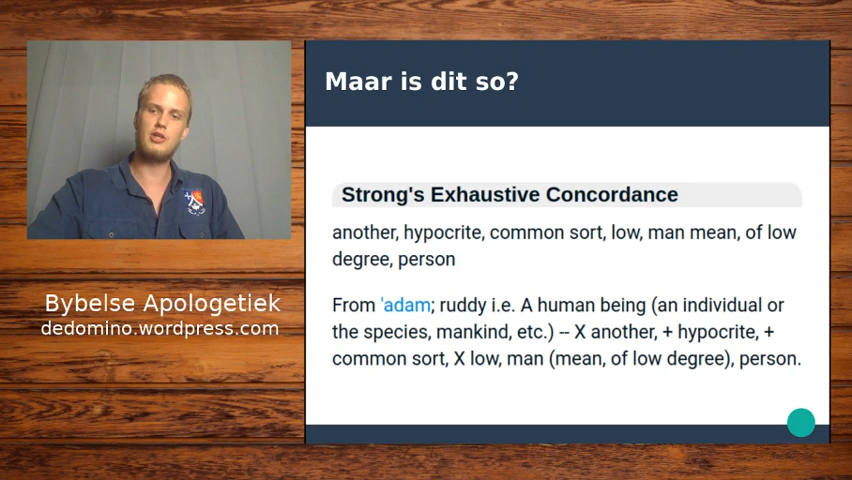 Maar is dit so?
Strong's Exhaustive Concordance
another, hypocrite, common sort, low, man mean, of low
degree, person
From 'adam; ruddy i.e. A human being (an individual or
the species, mankind, etc.) -- X another, + hypocrite, +
common sort, X low, man (mean, of low degree), person.
Bybelse Apologetiek
dedomino.wordpress.com